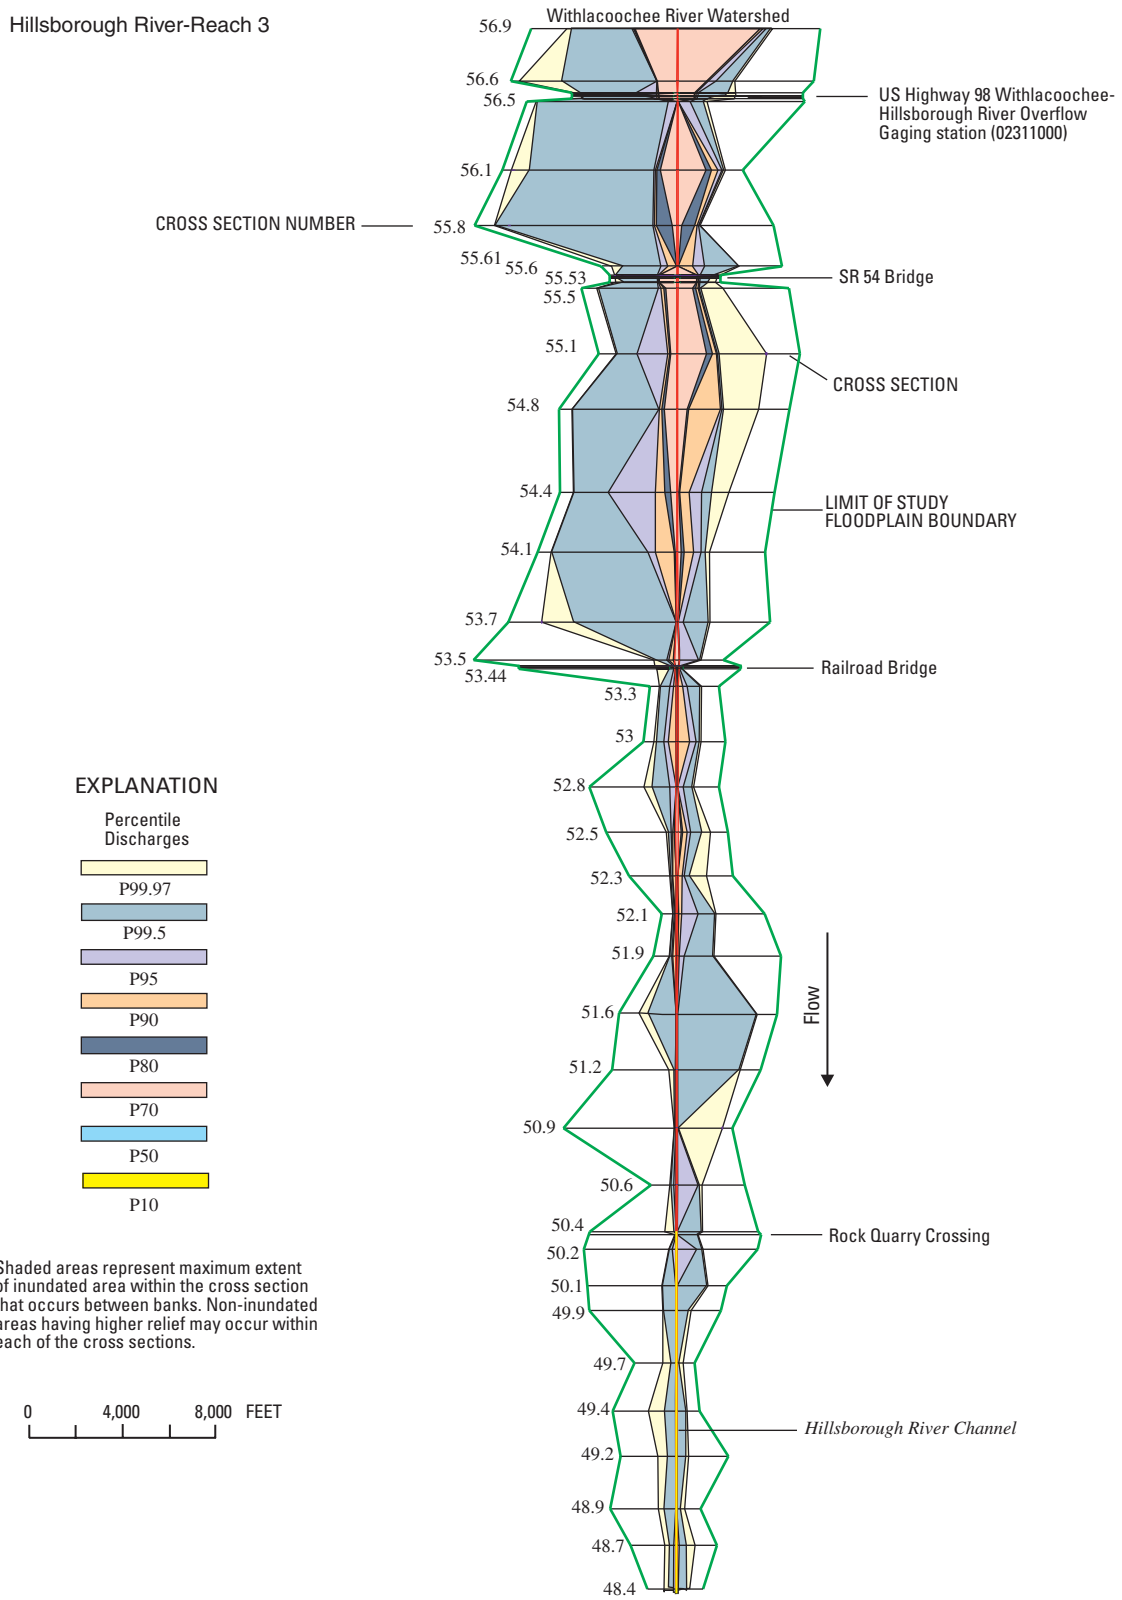 Hillsborough River-Reach 3
Withlacoochee River Watershed
56.9
56.6
56.5
US Highway 98 Withlacoochee-
Hillsborough River Overflow
Gaging station (02311000)
56.1
CROSS SECTION NUMBER
55.8
55.61
55.6
55.53
SR 54 Bridge
55.5
55.1
CROSS SECTION
54.8
54.4
LIMIT OF STUDY
FLOODPLAIN BOUNDARY
54.1
53.7
53.5
53.44
Railroad Bridge
53.3
53
52.8
52.5
52.3
52.1
51.9
51.6
51.2
50.9
50.6
50.4
Rock Quarry Crossing
50.2
50.1
49.9
49.7
49.4
Hillsborough River Channel
49.2
48.9
48.7
48.4
Flow
EXPLANATION
Percentile
Discharges
P99.97
P99.5
P95
P90
P80
P70
P50
P10
Shaded areas represent maximum extent
of inundated area within the cross section
that occurs between banks. Non-inundated
areas having higher relief may occur within
each of the cross sections.
0 4,000 8,000 FEET